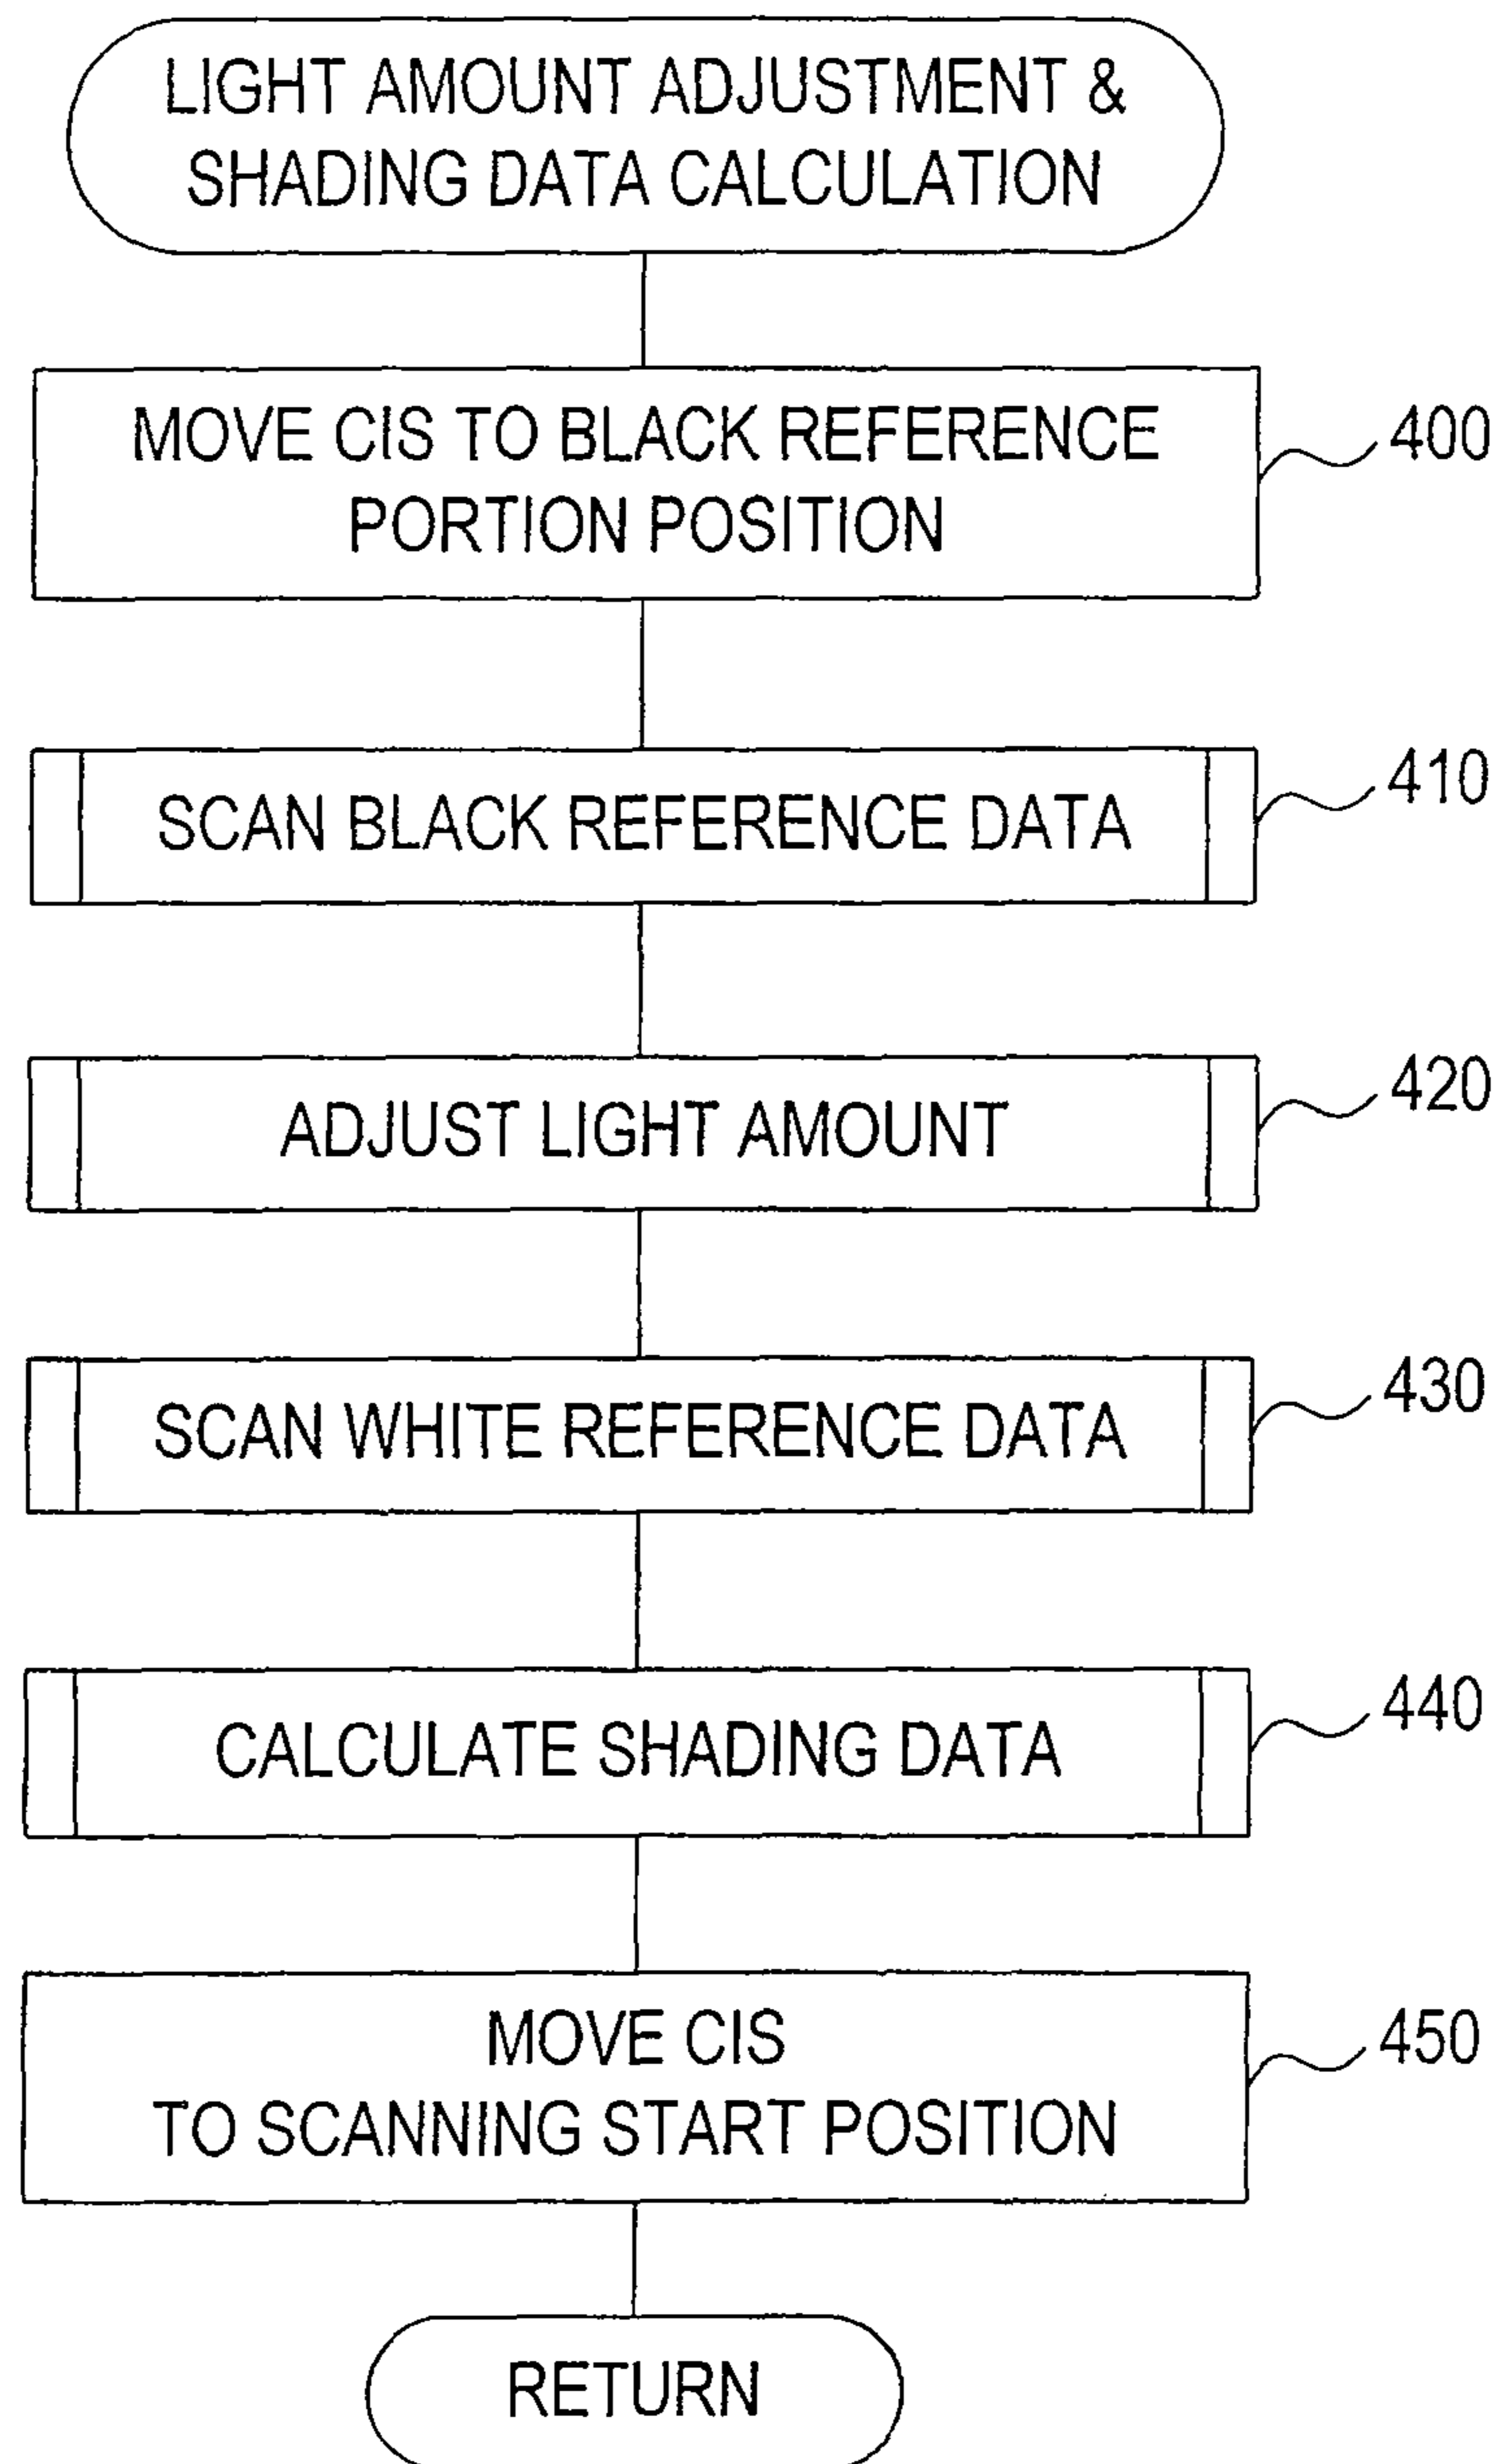 LIGHT AMOUNT ADJUSTMENT &
SHADING DATA CALCULATION
MOVE CIS TO BLACK REFERENCE
PORTION POSITION
400
SCAN BLACK REFERENCE DATA
410
ADJUST LIGHT AMOUNT
420
SCAN WHITE REFERENCE DATA
430
CALCULATE SHADING DATA
440
MOVE CIS
TO SCANNING START POSITION
450
RETURN